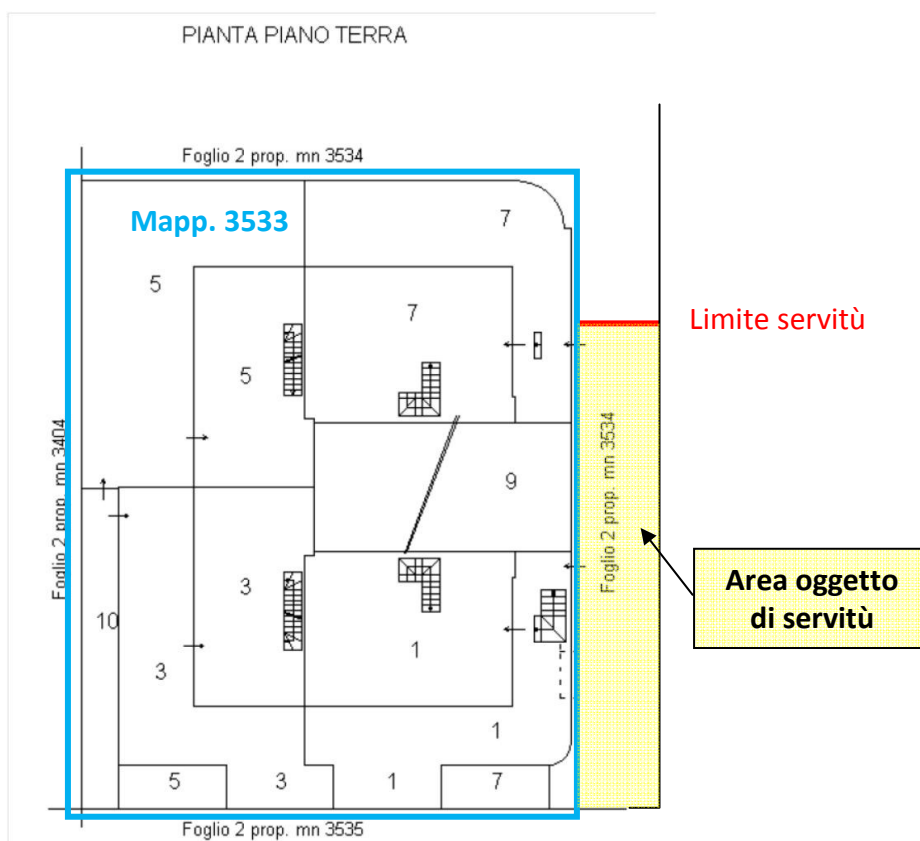 PIANTA PIANO TERRA
Foglio 2 prop. mn 3534
Mapp. 3533
7
5
7
Limite servitù
5
Foglio 2 prop. mn 3404
9
Foglio 2 prop. mn 3534
3
Area oggetto
di servitù
10
1
3
1
5
3
1
7
Foglio 2 prop. mn 3535